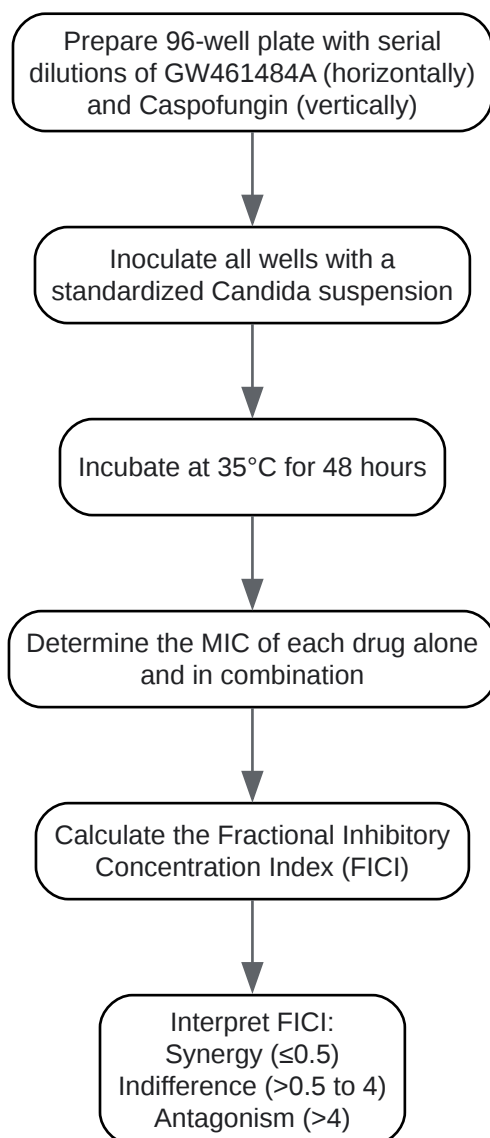 Prepare 96-well plate with serial
dilutions of GW461484A (horizontally)
and Caspofungin (vertically)
Inoculate all wells with a
standardized Candida suspension
Incubate at 35°C for 48 hours
Determine the MIC of each drug alone
and in combination
Calculate the Fractional Inhibitory
Concentration Index (FICI)
Interpret FICI:
Synergy (≤0.5)
Indifference (>0.5 to 4)
Antagonism (>4)